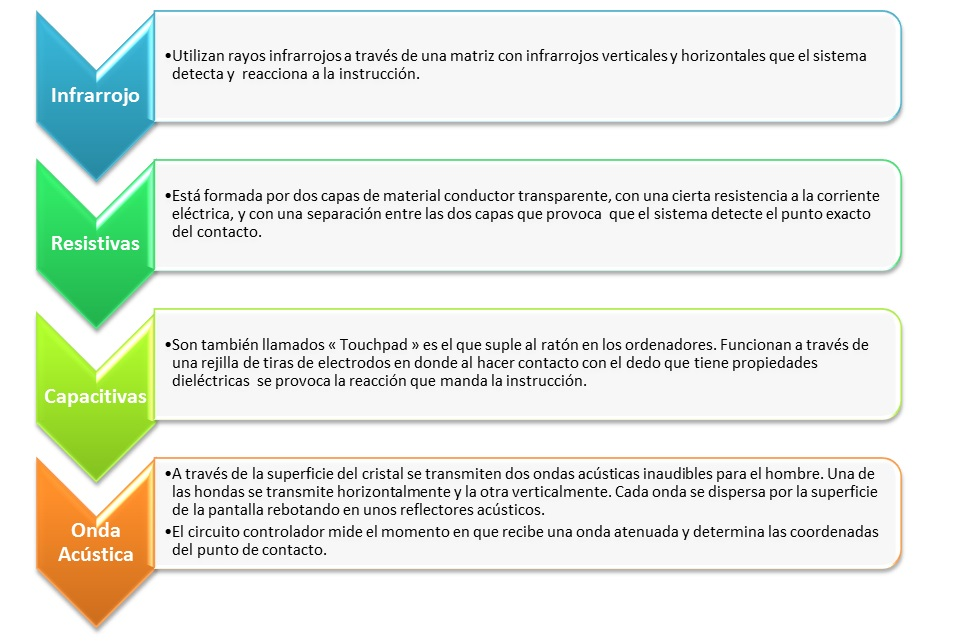 Infrarrojo
•Utilizan rayos infrarrojos a través de una matriz con infrarrojos verticales y horizontales que el sistema
detecta y  reacciona a la instrucción.
Resistivas
•Está formada por dos capas de material conductor transparente, con una cierta resistencia a la corriente
eléctrica, y con una separación entre las dos capas que provoca  que el sistema detecte el punto exacto
del contacto.
Capacitivas
•Son también llamados « Touchpad » es el que suple al ratón en los ordenadores. Funcionan a través de
una rejilla de tiras de electrodos en donde al hacer contacto con el dedo que tiene propiedades
dieléctricas  se provoca la reacción que manda la instrucción.
Onda
Acústica
•A través de la superficie del cristal se transmiten dos ondas acústicas inaudibles para el hombre. Una de
las hondas se transmite horizontalmente y la otra verticalmente. Cada onda se dispersa por la superficie
de la pantalla rebotando en unos reflectores acústicos.
•El circuito controlador mide el momento en que recibe una onda atenuada y determina las coordenadas
del punto de contacto.